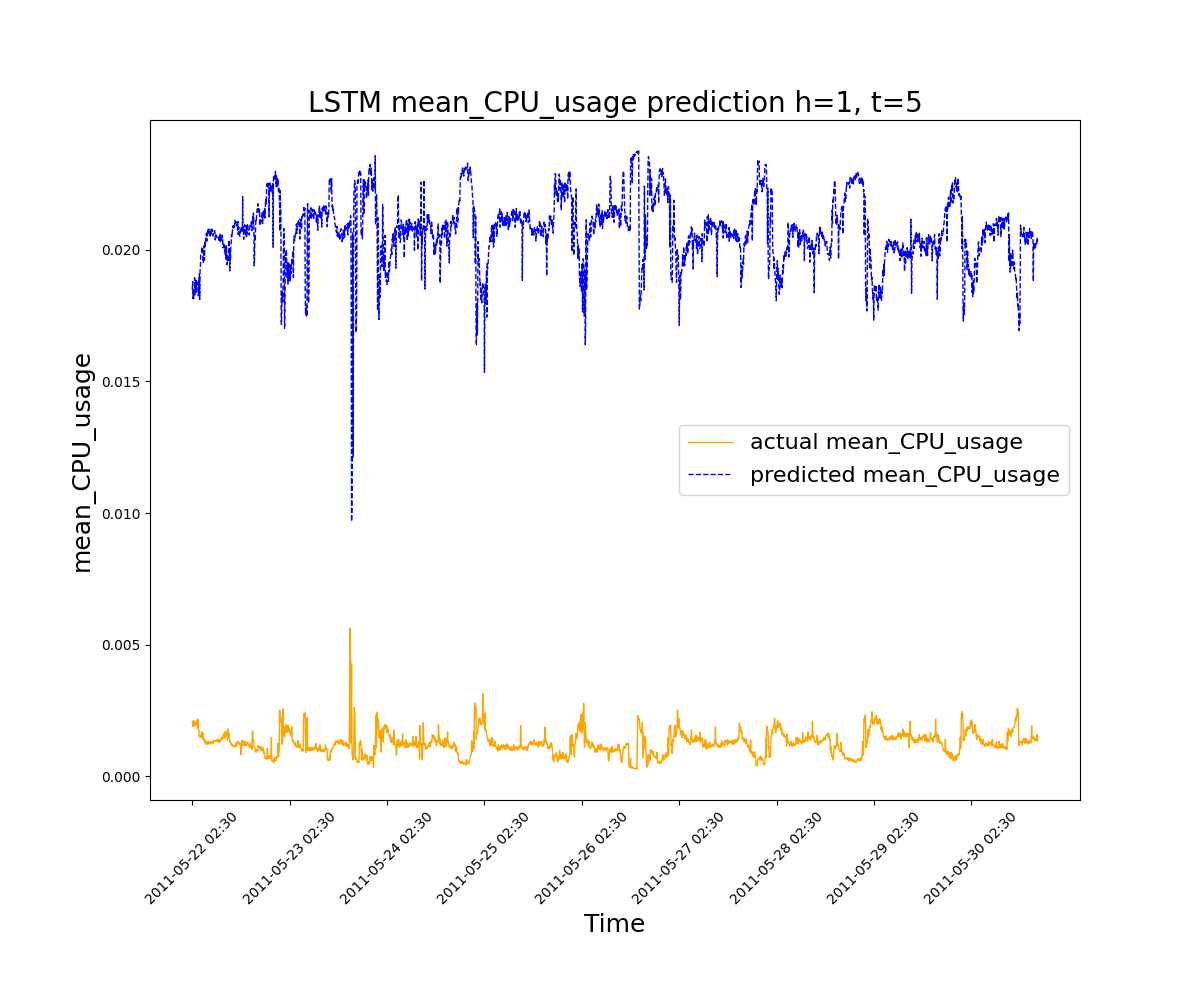 LSTM mean_CPU_usage prediction h=1, t=5
mean_CPU_usage
0.020
0.015
0.010
0.005
0.000
actual mean_CPU_usage
predicted mean_CPU_usage
2011-05-22 02:30
2011-05-23 02:30
2011-05-24 02:30
2011-05-25 02:30
2011-05-26 02:30
2011-05-27 02:30
2011-05-28 02:30
2011-05-29 02:30
2011-05-30 02:30
Time